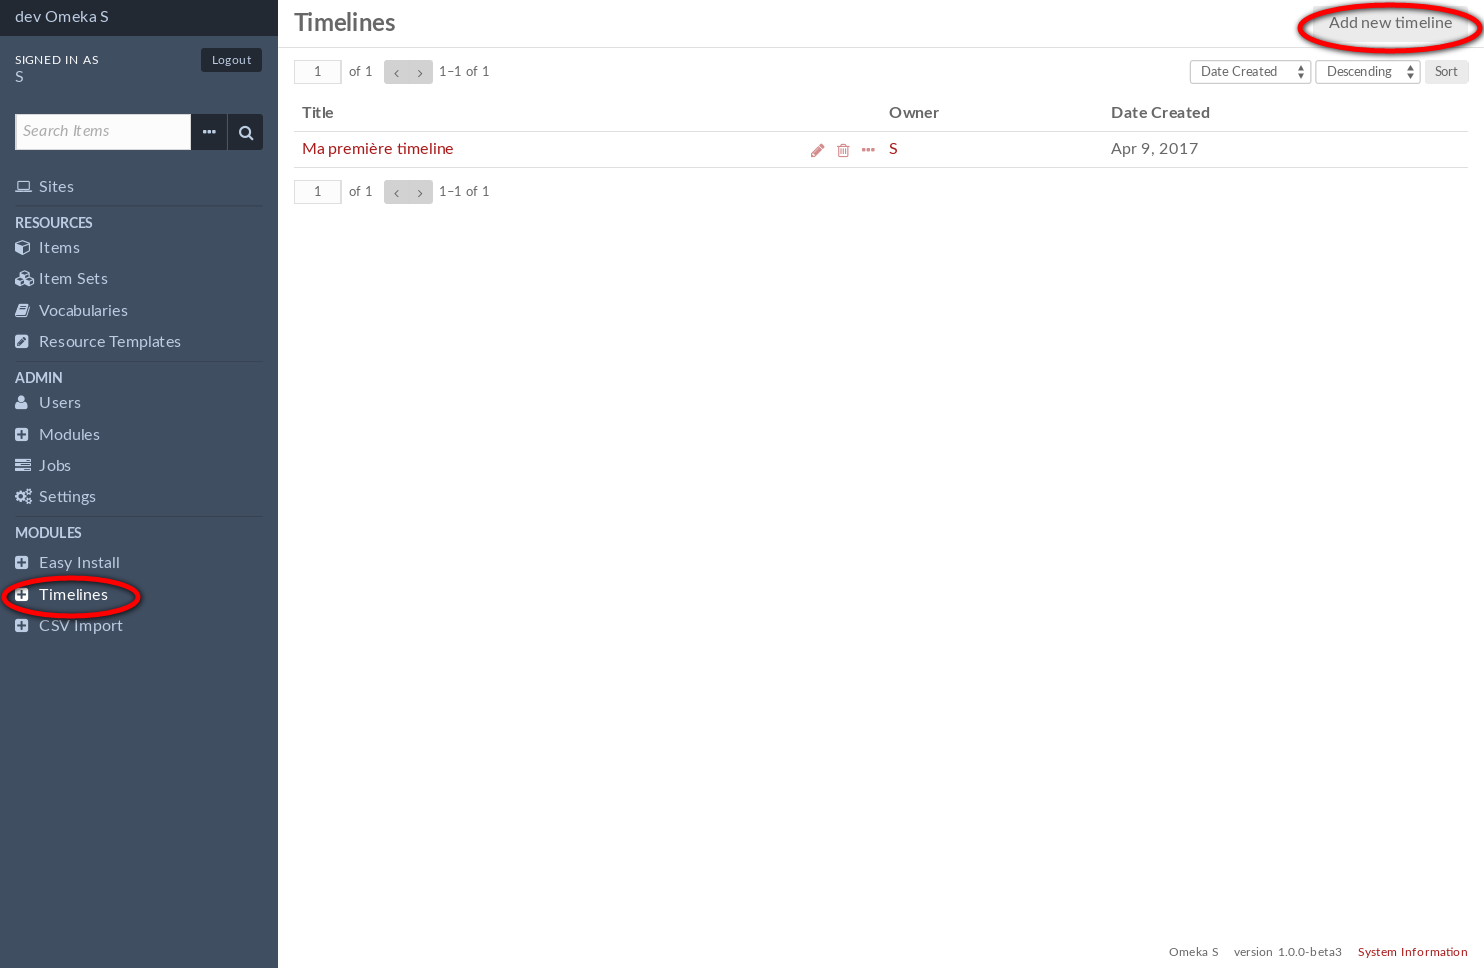 dev Omeka S
SIGNED IN AS
S
Logout
Search Items
Sites
RESOURCES
Items
Item Sets
Vocabularies
Resource Templates
ADMIN
Users
Modules
Jobs
Settings
MODULES
Easy Install
Timelines
CSV Import
Timelines
Add new timeline
1 of 1 ‹ › 1–1 of 1
Date Created Descending Sort
Title Owner Date Created
Ma première timeline S Apr 9, 2017
1 of 1 ‹ › 1–1 of 1
Omeka S version 1.0.0-beta3 System Information